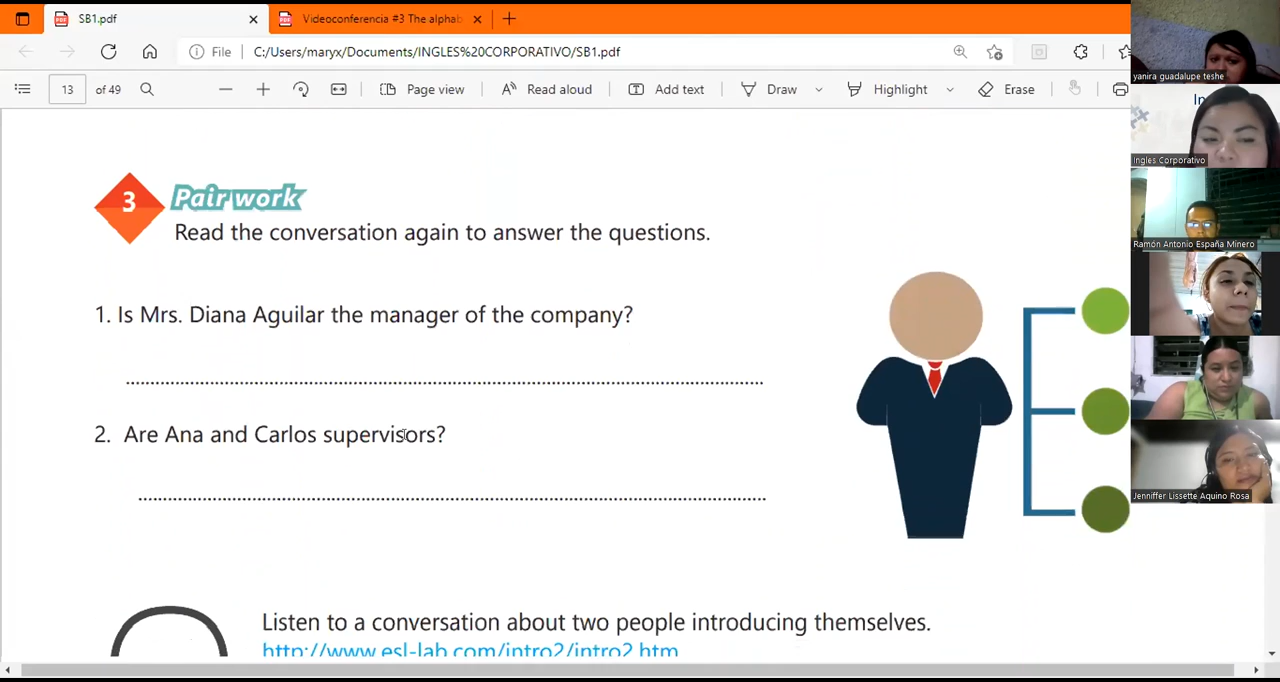 SB1.pdf
Videoconferencia #3 The alphab
File
C:/Users/maryx/Documents/INGLES%20CORPORATIVO/SB1.pdf
13 of 49
Page view
Read aloud
Add text
Draw
Highlight
Erase
3 Pair work
Read the conversation again to answer the questions.
1. Is Mrs. Diana Aguilar the manager of the company?
2. Are Ana and Carlos supervisors?
Listen to a conversation about two people introducing themselves.
http://www.esl-lab.com/intro2/intro2.htm
yanira guadalupe teshe
In
Ingles Corporativo
Ramón Antonio España Minero
Jenniffer Lissette Aquino Rosa